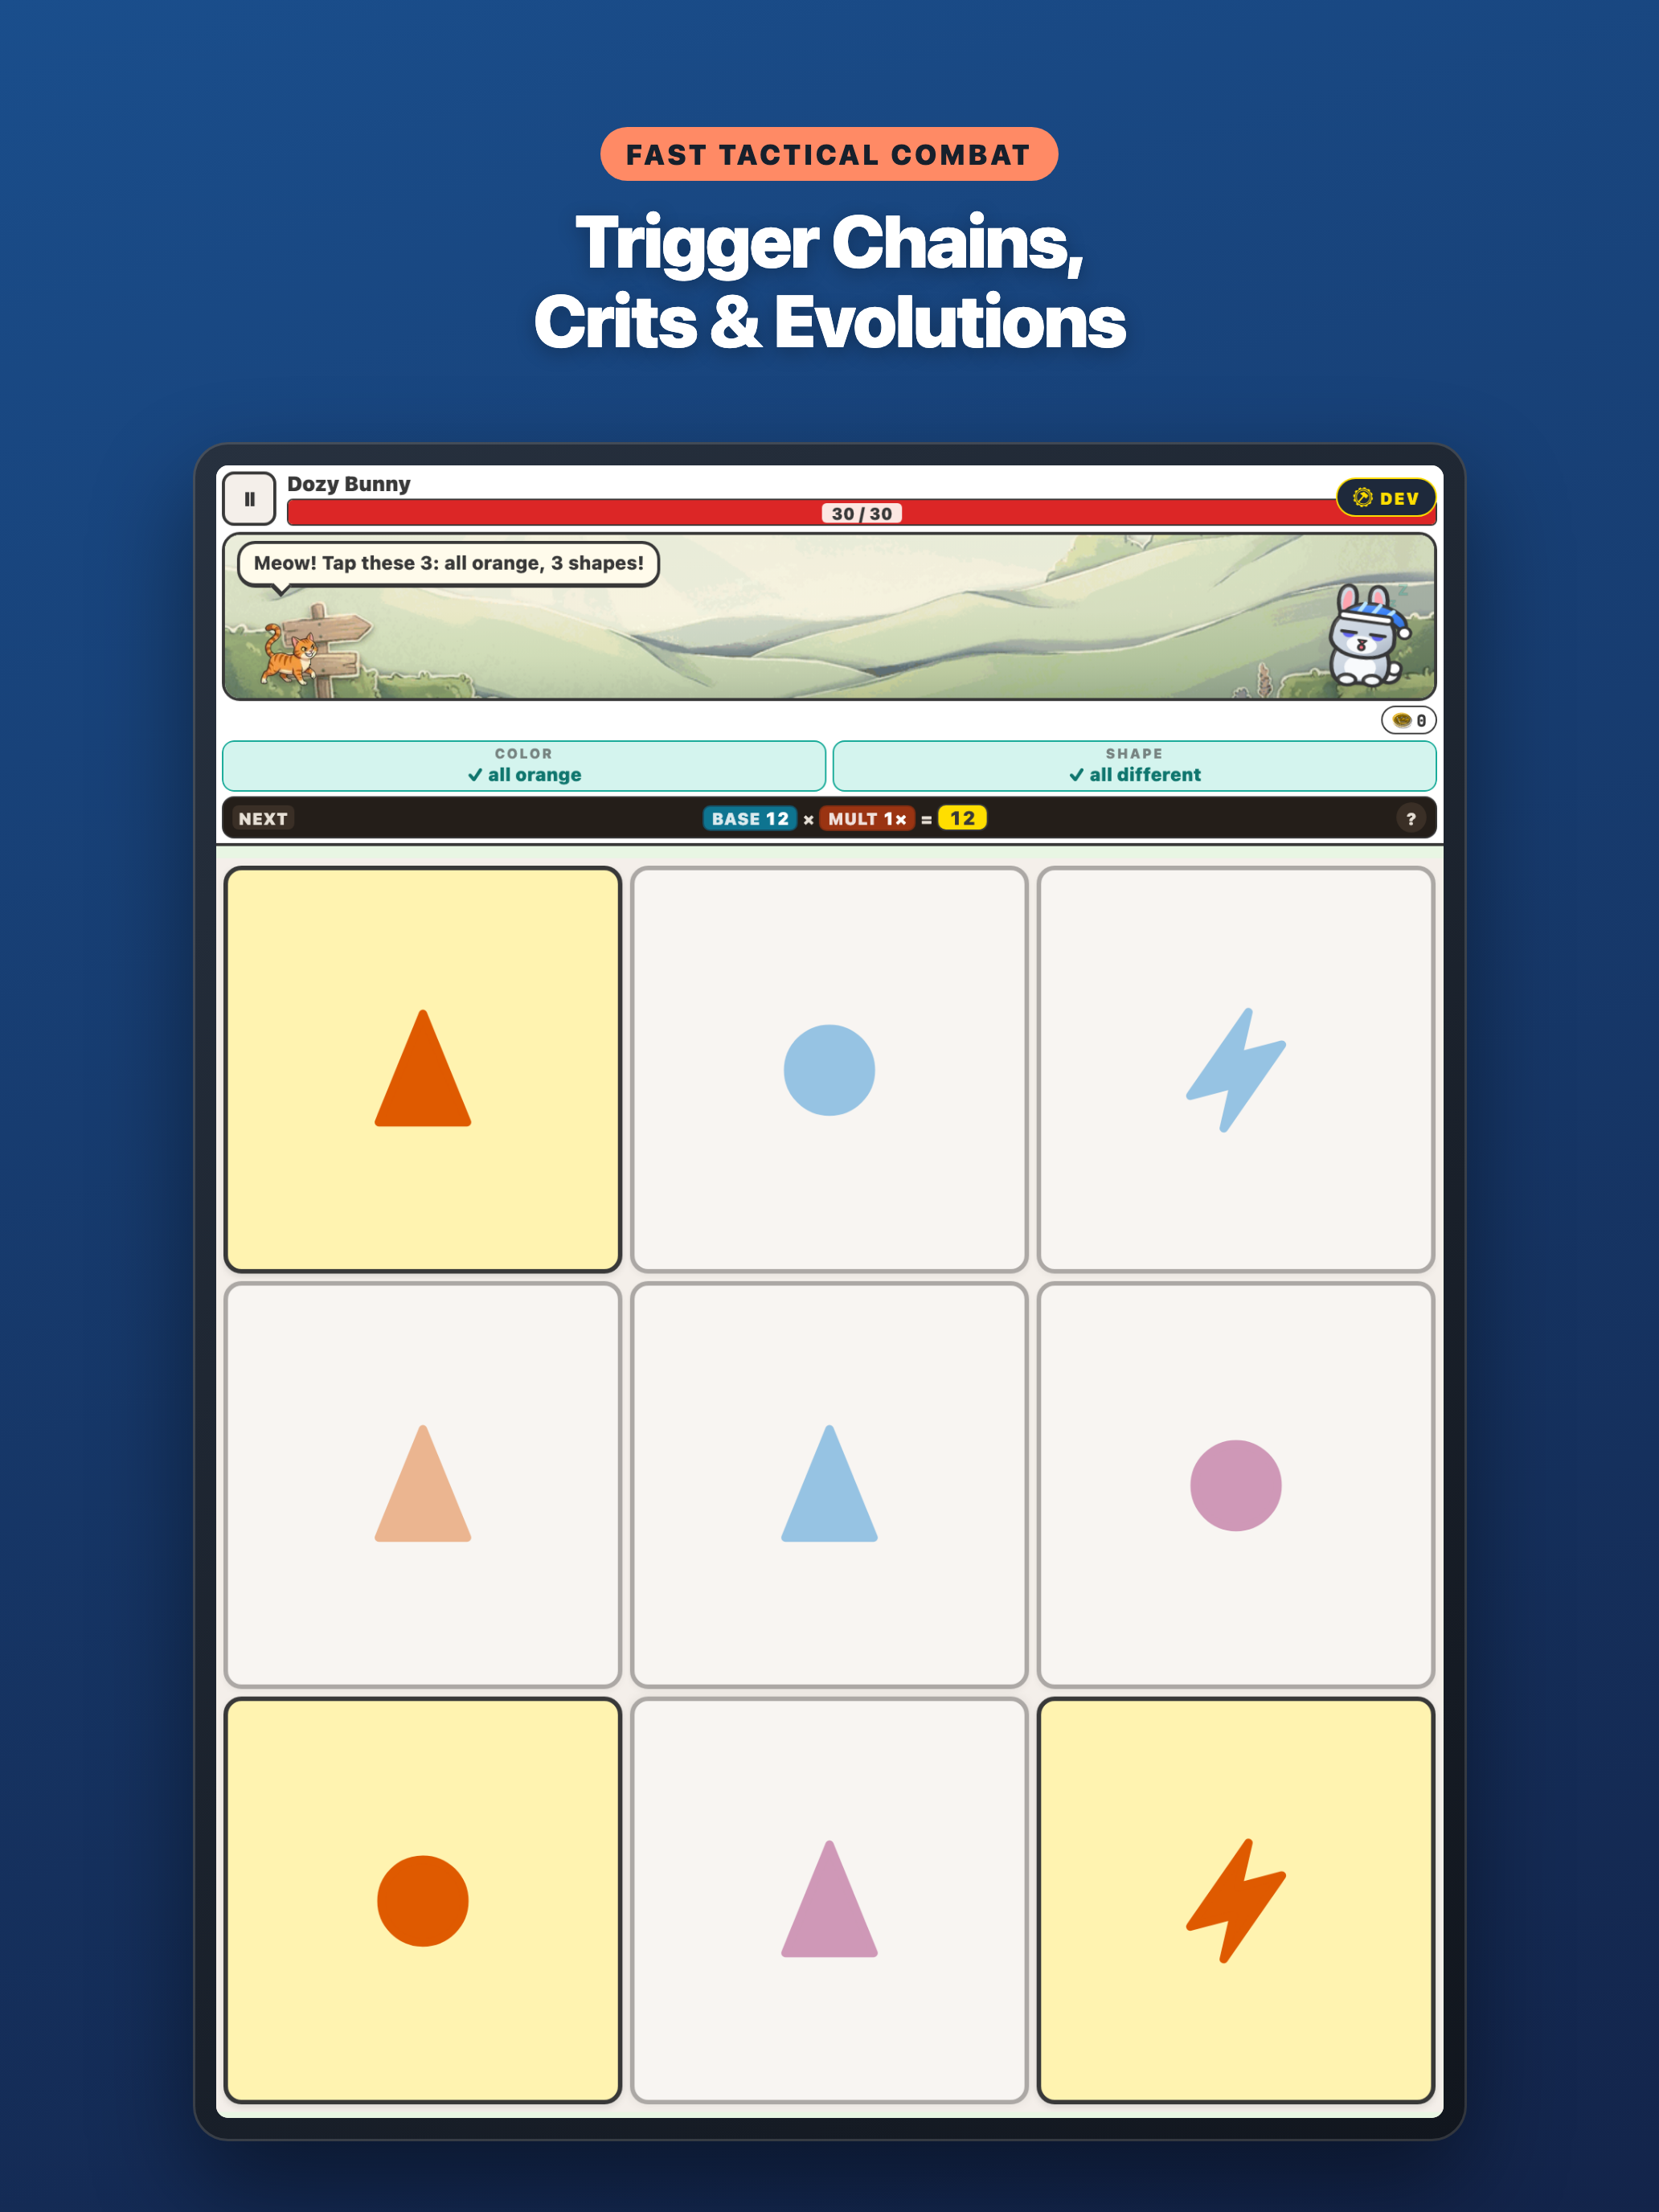 FAST TACTICAL COMBAT
Trigger Chains,
Crits & Evolutions
Dozy Bunny
DEV
30 / 30
Meow! Tap these 3: all orange, 3 shapes!
z
0
COLOR
✓ all orange
SHAPE
✓ all different
NEXT
BASE 12 × MULT 1× = 12
?